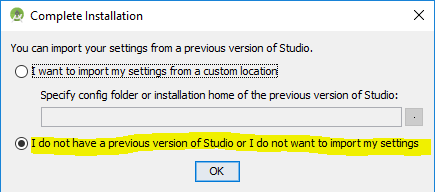 Complete Installation
You can import your settings from a previous version of Studio.
I want to import my settings from a custom location
Specify config folder or installation home of the previous version of Studio:
.
I do not have a previous version of Studio or I do not want to import my settings
OK